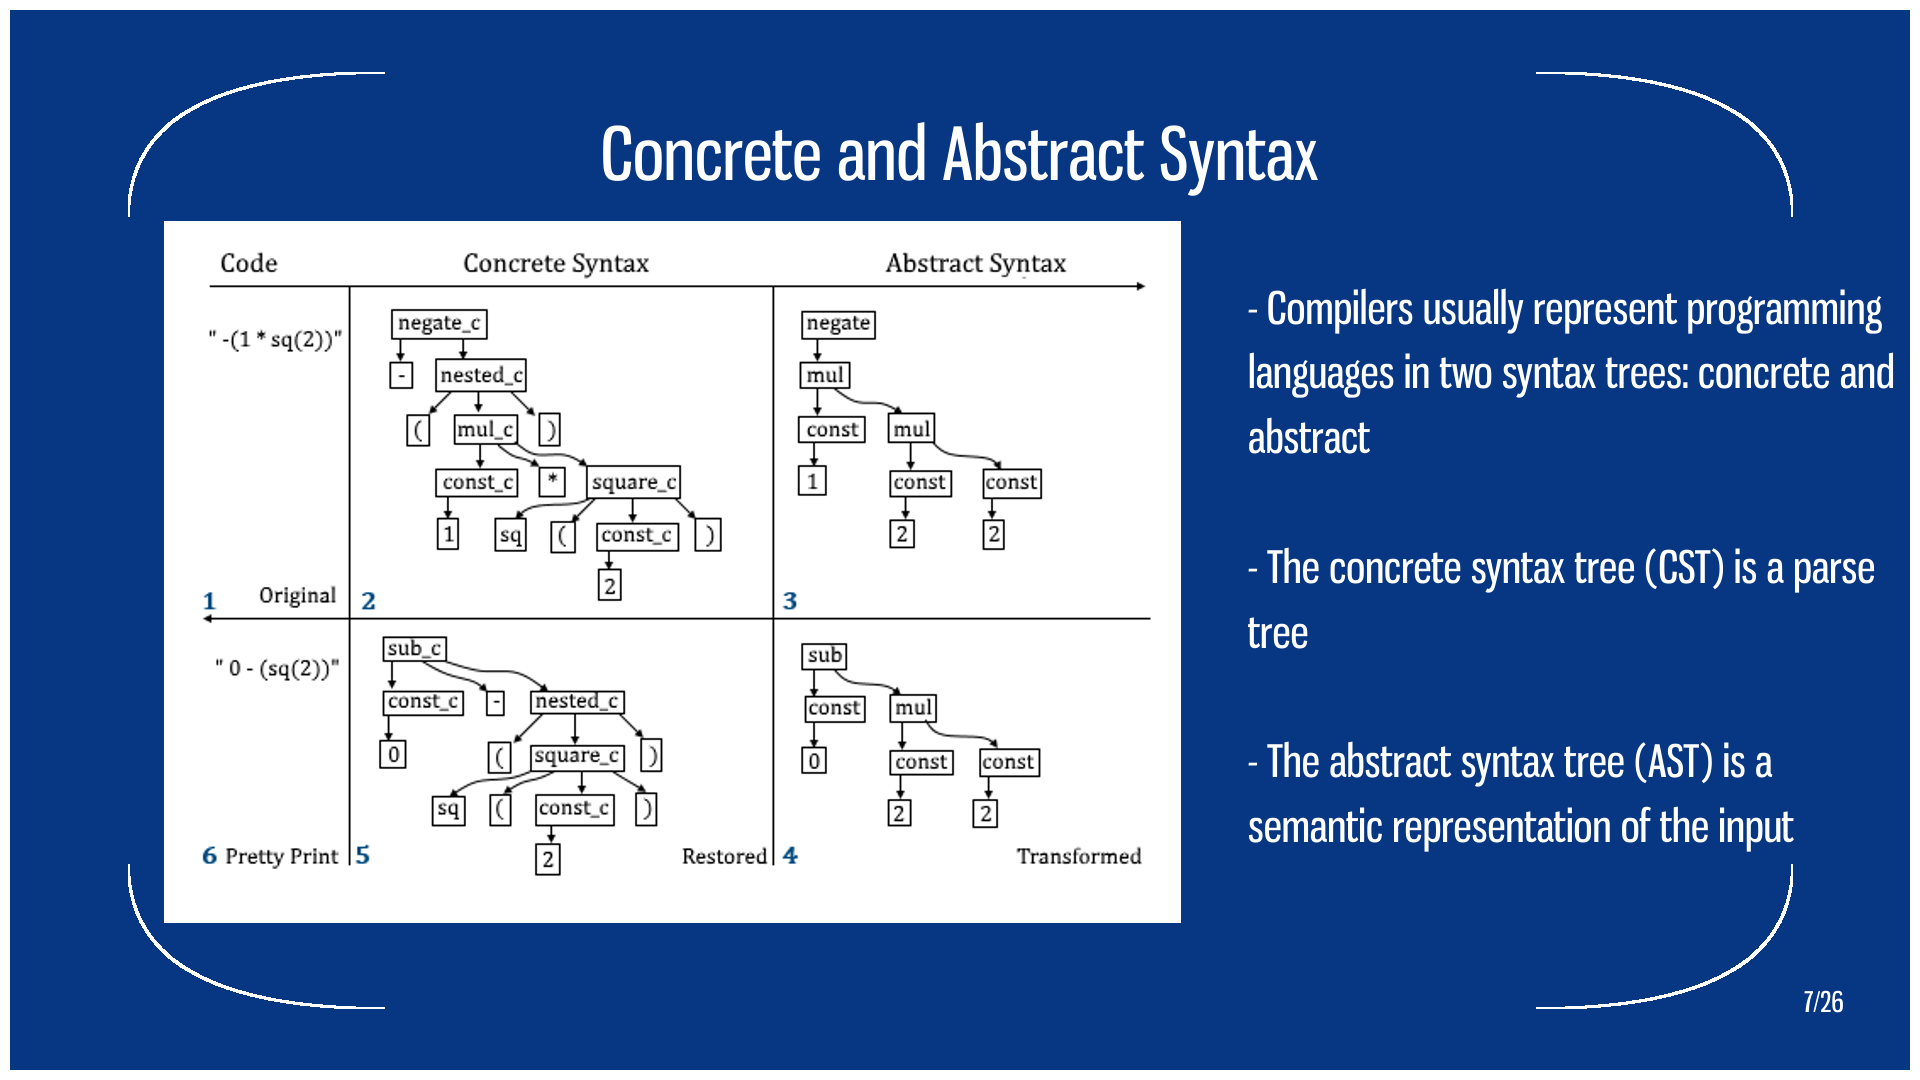 Concrete and Abstract Syntax
Code Concrete Syntax Abstract Syntax
" -(1 * sq(2))"
negate_c
- nested_c
( mul_c )
const_c * square_c
1 sq ( const_c )
2
negate
mul
const mul
1 const const
2 2
1 Original 2 3
" 0 - (sq(2))"
sub_c
const_c - nested_c
0 ( square_c )
sq ( const_c )
2
sub
const mul
0 const const
2 2
6 Pretty Print 5 Restored 4 Transformed
- Compilers usually represent programming
languages in two syntax trees: concrete and
abstract
- The concrete syntax tree (CST) is a parse
tree
- The abstract syntax tree (AST) is a
semantic representation of the input
7/26